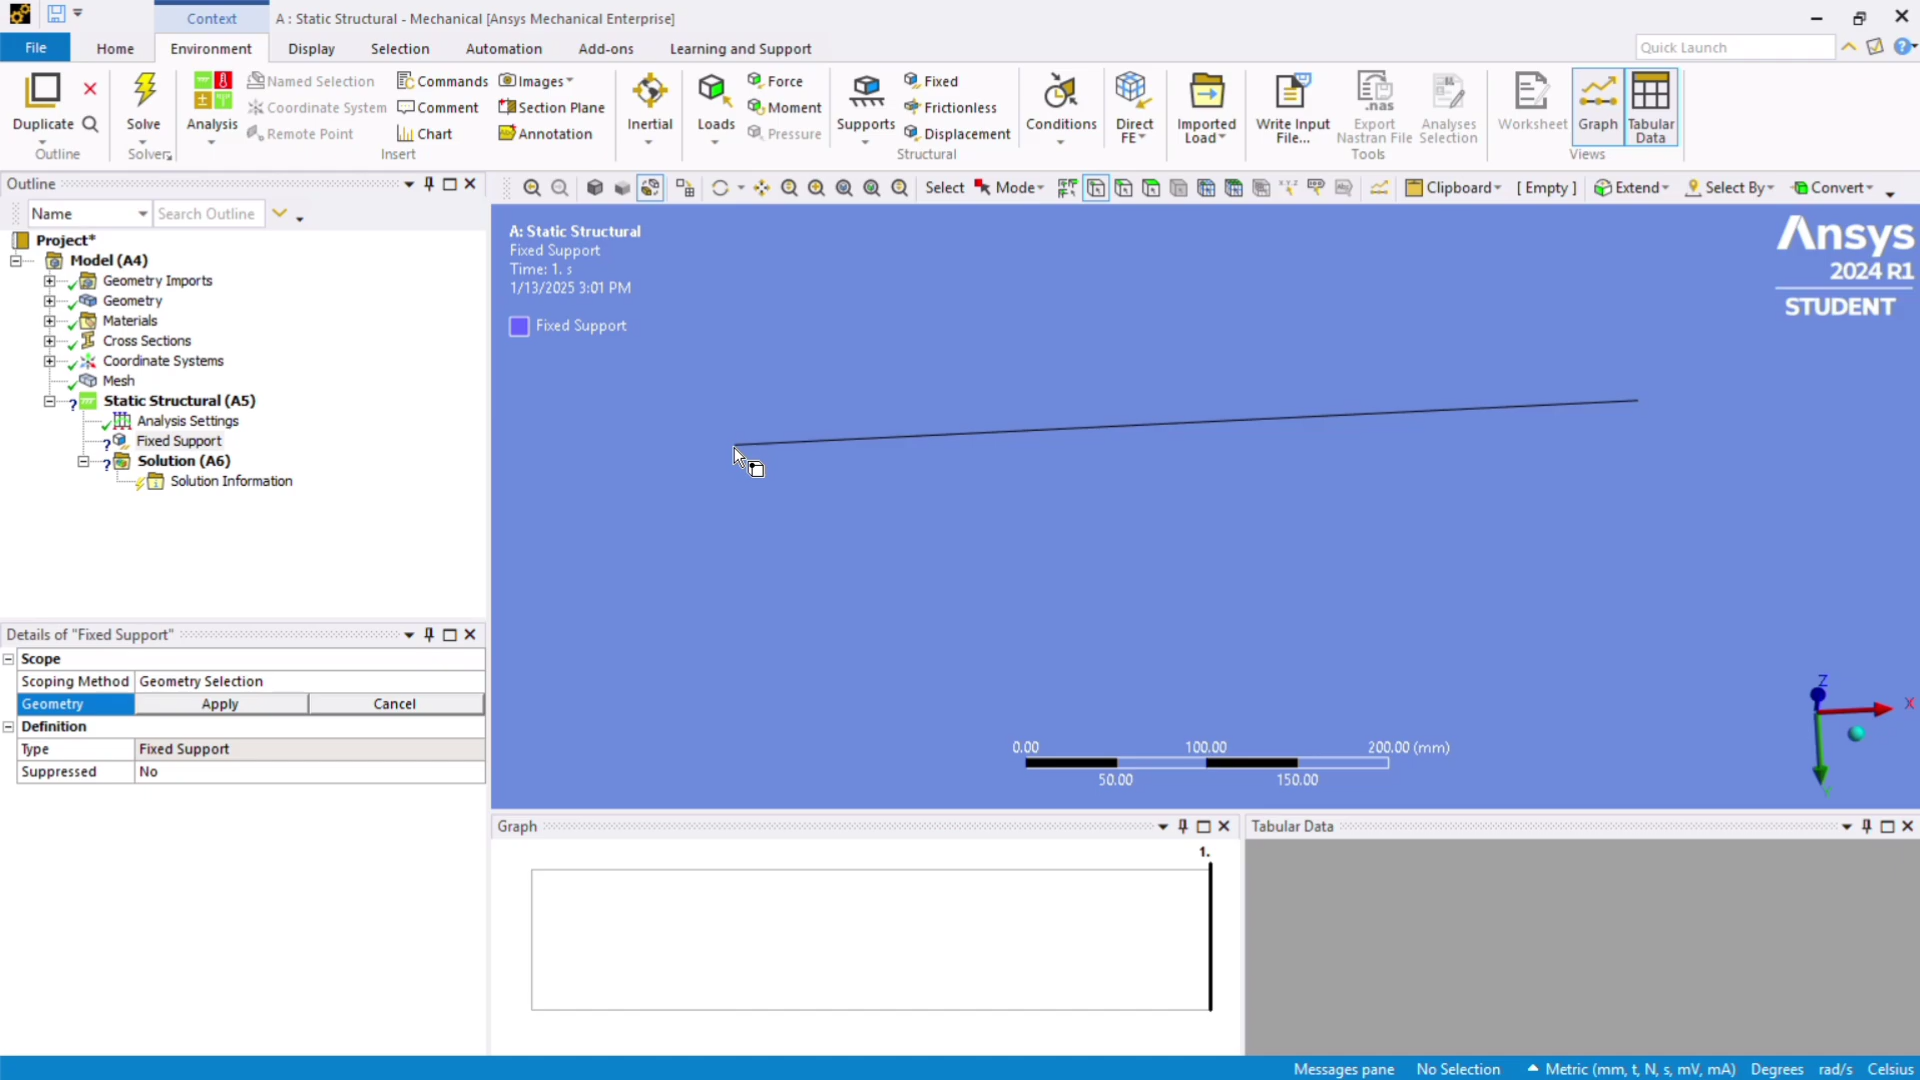 Context
A : Static Structural - Mechanical [Ansys Mechanical Enterprise]
File
Home
Environment
Display
Selection
Automation
Add-ons
Learning and Support
Quick Launch
Duplicate
Outline
Solve
Solver
Analysis
Named Selection
Coordinate System
Remote Point
Commands
Comment
Chart
Images
Section Plane
Annotation
Insert
Inertial
Loads
Force
Moment
Pressure
Supports
Fixed
Frictionless
Displacement
Structural
Conditions
Direct
FE
Imported
Load
Write Input
File...
.nas
Export
Nastran File
Analyses
Selection
Tools
Worksheet
Graph
Tabular
Data
Views
Outline
Name
Search Outline
Select
Mode
Clipboard
[ Empty ]
Extend
Select By
Convert
Project*
Model (A4)
Geometry Imports
Geometry
Materials
Cross Sections
Coordinate Systems
Mesh
Static Structural (A5)
Analysis Settings
Fixed Support
Solution (A6)
Solution Information
A: Static Structural
Fixed Support
Time: 1. s
1/13/2025 3:01 PM
Fixed Support
Ansys
2024 R1
STUDENT
Details of "Fixed Support"
Scope
Scoping Method
Geometry Selection
Geometry
Apply
Cancel
Definition
Type
Fixed Support
Suppressed
No
0.00
100.00
200.00 (mm)
50.00
150.00
Z
X
Y
Graph
1.
Tabular Data
Messages pane
No Selection
Metric (mm, t, N, s, mV, mA)
Degrees
rad/s
Celsius